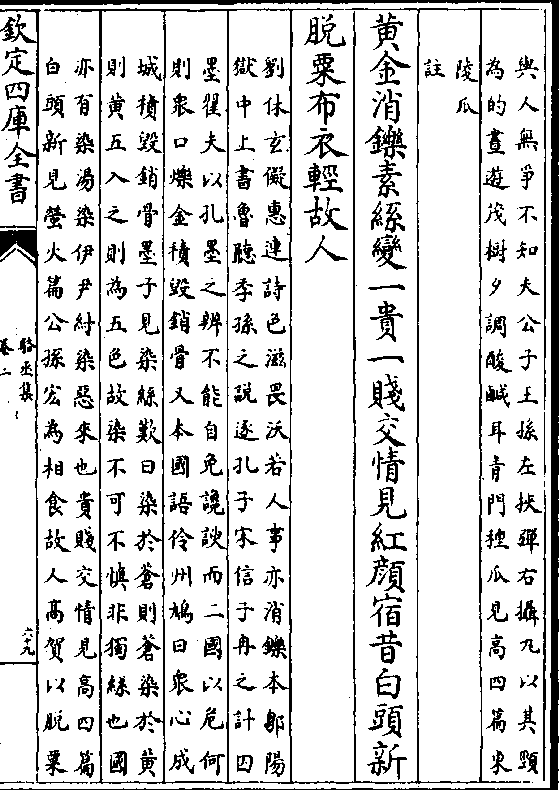 與人無爭不知夫公子王孫左挾彈右攝丸以其頸
為的晝遊茂樹夕調酸鹹耳青門種瓜見高四篇東
陵瓜
註
黄金消鑠素絲變一貴一賤交情見紅顔宿昔白頭新
脱粟布衣輕故人
劉休玄儗惠連詩色滋畏沃若人事亦消鑠本鄒陽
獄中上書魯聽季孫之說逐孔子宋信子冉之計囚
墨翟夫以孔墨之辨不能自免讒諛而二國以危何
則衆口爍金積毀銷骨又本國語伶州鳩曰衆心成
城積毀銷骨墨子見染絲歎曰染於蒼則蒼染於黄
則黄五入之則為五色故染不可不慎非獨絲也國
亦有染湯染伊尹紂染惡來也貴賤交情見高四篇
白頭新見螢火篇公孫宏為相食故人高賀以脱粟
欽定四庫全書
駱丞集
卷二
六十九